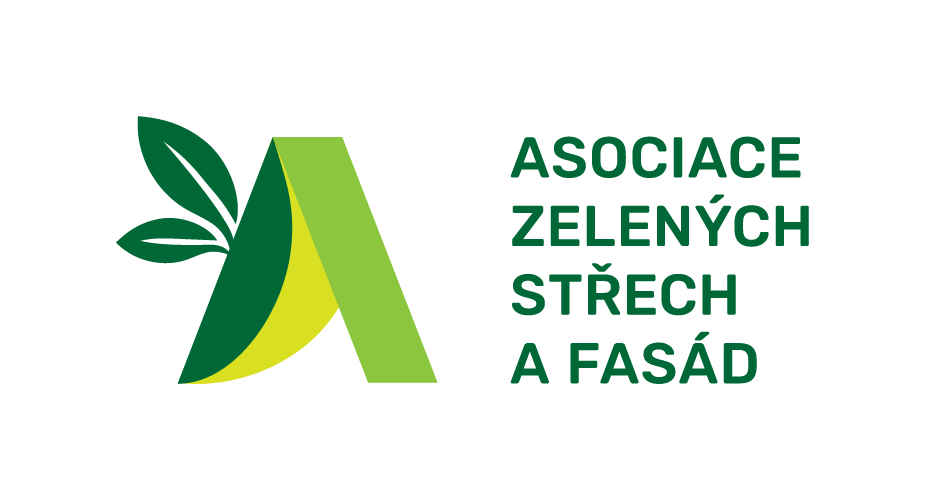 ASOCIACE
ZELENÝCH
STŘECH
A FASÁD